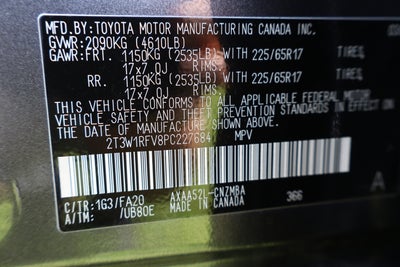 MFD.BY:TOYOTA MOTOR MANUFACTURING CANADA INC.
GVWR:2090KG (4610LB)
GAWR:FRT. 1150KG (2535LB) WITH 225/65R17 TIRES,
17x7.0J RIMS,
RR. 1150KG (2535LB) WITH 225/65R17 TIRES,
17x7.0J RIMS.
THIS VEHICLE CONFORMS TO ALL APPLICABLE FEDERAL MOTOR
VEHICLE SAFETY AND THEFT PREVENTION STANDARDS IN EFFECT
ON THE DATE OF MANUFACTURE SHOWN ABOVE.
2T3W1RFV8PC227684 MPV
C/TR:1G3/FA20 AXAA52L-CNZMBA 366 A
A/TM: /UB80E MADE IN CANADA